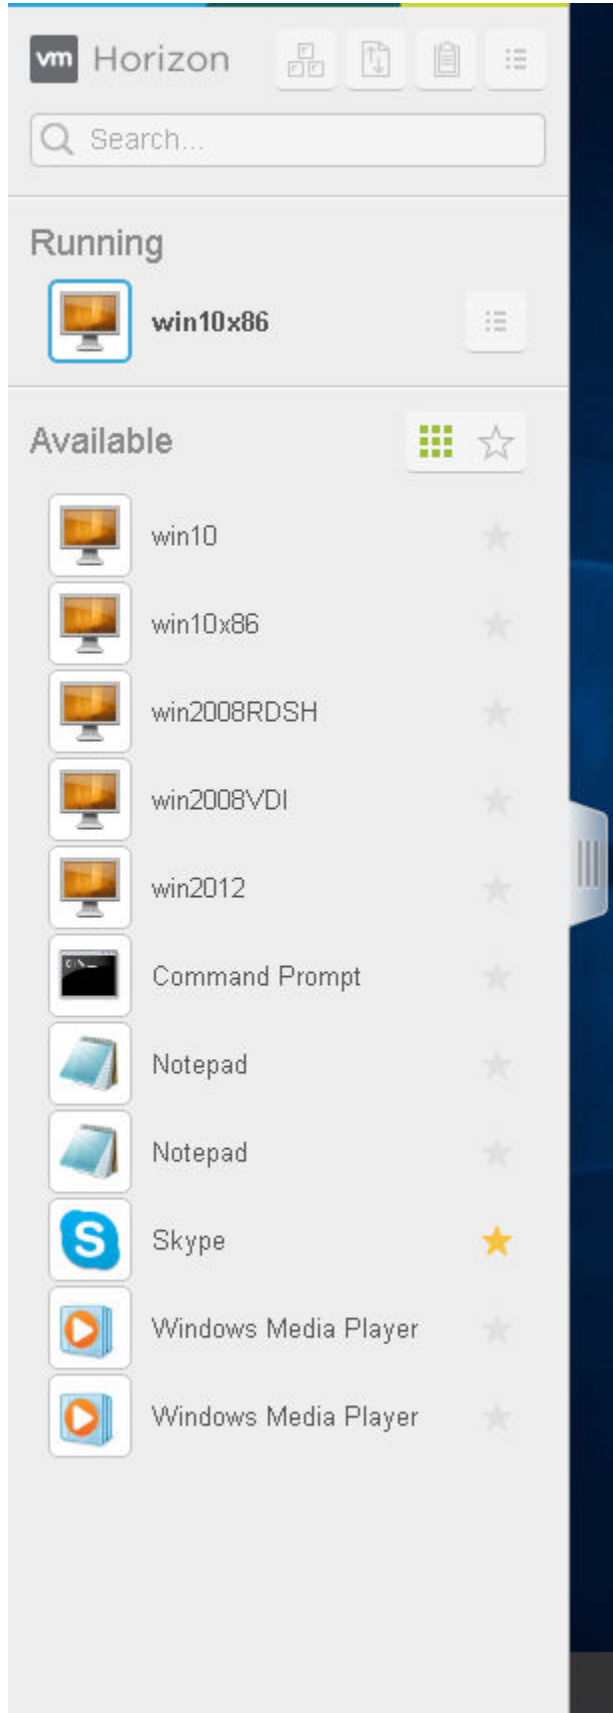 vm Horizon
Search...
Running
win10x86
Available
win10
win10x86
win2008RDSH
win2008VDI
win2012
Command Prompt
Notepad
Notepad
Skype
Windows Media Player
Windows Media Player